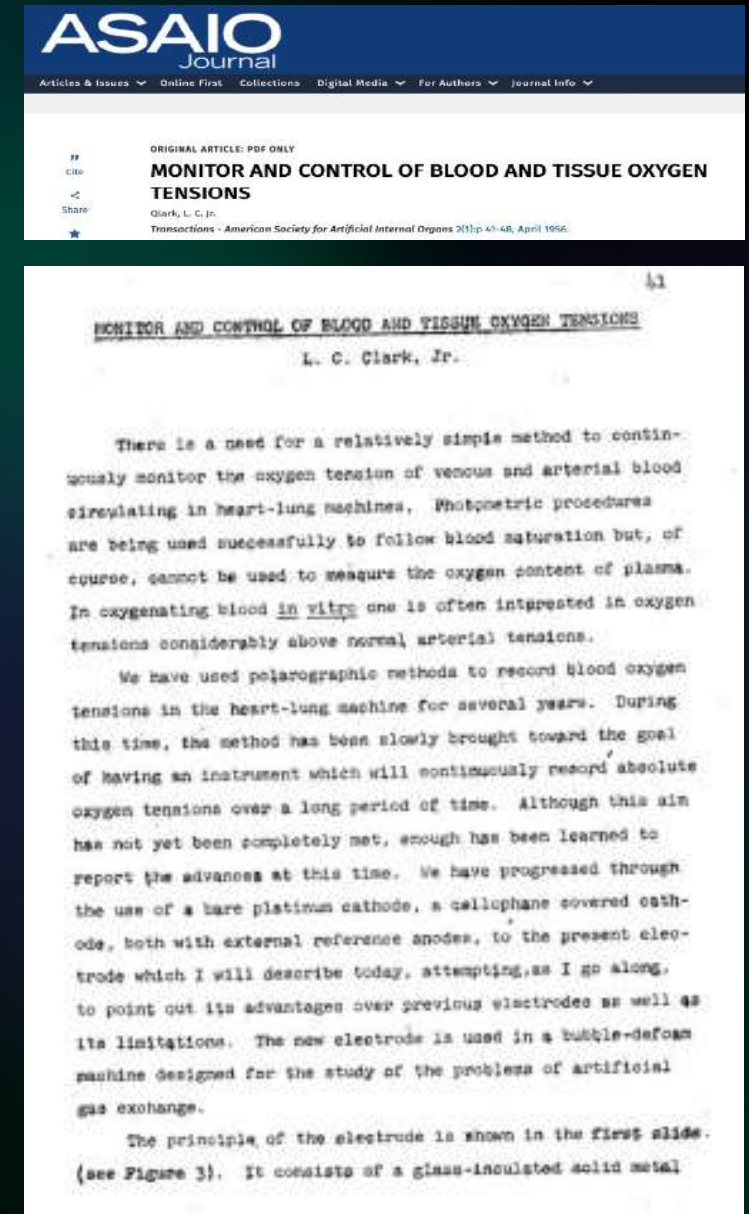 ASAIO
Journal
Articles & Issues Online First Collections Digital Media For Authors Journal Info
ORIGINAL ARTICLE: PDF ONLY
MONITOR AND CONTROL OF BLOOD AND TISSUE OXYGEN
TENSIONS
Cite
Share
Clark, L. C. Jr.
Transactions - American Society for Artificial Internal Organs 2(1):p 41-48, April 1956.
41
MONITOR AND CONTROL OF BLOOD AND TISSUE OXYGEN TENSIONS
L. C. Clark, Jr.
There is a need for a relatively simple method to contin-
uously monitor the oxygen tension of venous and arterial blood
circulating in heart-lung machines. Photometric procedures
are being used successfully to follow blood saturation but, of
course, cannot be used to measure the oxygen content of plasma.
In oxygenating blood in vitro one is often interested in oxygen
tensions considerably above normal arterial tensions.
We have used polarographic methods to record blood oxygen
tensions in the heart-lung machine for several years. During
this time, the method has been slowly brought toward the goal
of having an instrument which will continuously record absolute
oxygen tensions over a long period of time. Although this aim
has not yet been completely met, enough has been learned to
report the advances at this time. We have progressed through
the use of a bare platinum cathode, a cellophane covered cath-
ode, both with external reference anodes, to the present elec-
trode which I will describe today, attempting, as I go along,
to point out its advantages over previous electrodes as well as
its limitations. The new electrode is used in a bubble-defoam
machine designed for the study of the problems of artificial
gas exchange.
The principle of the electrode is shown in the first slide.
(see Figure 3). It consists of a glass-insulated solid metal